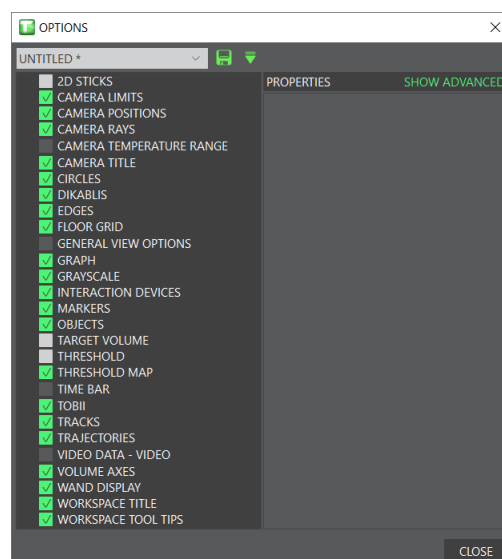 OPTIONS
UNTITLED *
2D STICKS
CAMERA LIMITS
CAMERA POSITIONS
CAMERA RAYS
CAMERA TEMPERATURE RANGE
CAMERA TITLE
CIRCLES
DIKABLIS
EDGES
FLOOR GRID
GENERAL VIEW OPTIONS
GRAPH
GRAYSCALE
INTERACTION DEVICES
MARKERS
OBJECTS
TARGET VOLUME
THRESHOLD
THRESHOLD MAP
TIME BAR
TOBII
TRACKS
TRAJECTORIES
VIDEO DATA - VIDEO
VOLUME AXES
WAND DISPLAY
WORKSPACE TITLE
WORKSPACE TOOL TIPS
PROPERTIES SHOW ADVANCED
CLOSE